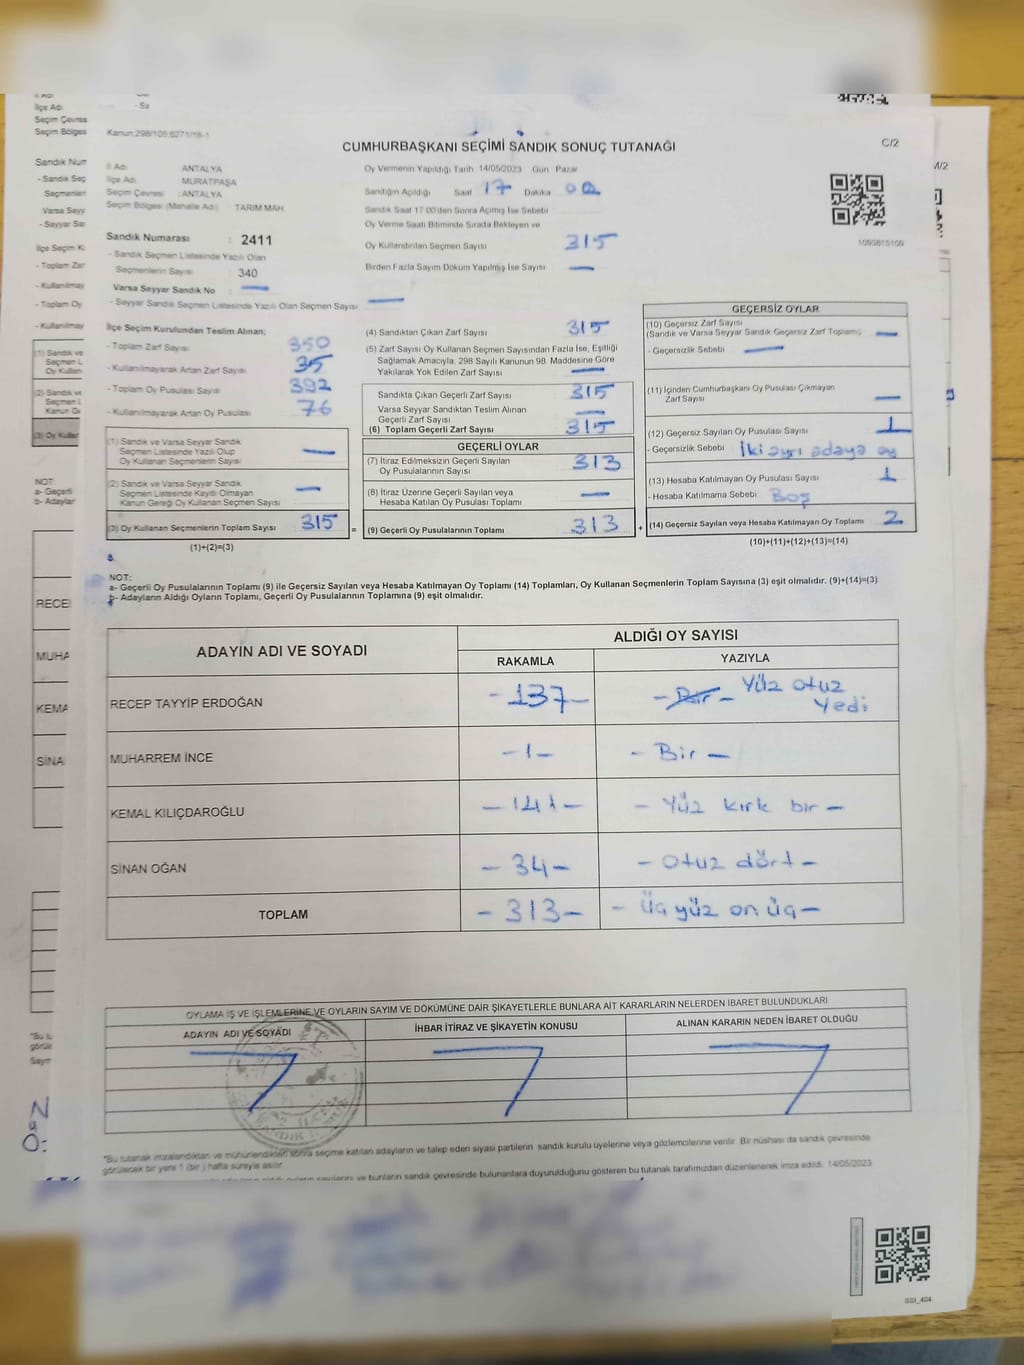 Kanun:298/105;6271/18-1
CUMHURBAŞKANI SEÇİMİ SANDIK SONUÇ TUTANAĞI
C/2
İl Adı : ANTALYA
İlçe Adı : MURATPAŞA
Seçim Çevresi : ANTALYA
Seçim Bölgesi (Mahalle Adı) : TARIM MAH
Sandık Numarası : 2411
- Sandık Seçmen Listesinde Yazılı Olan
Seçmenlerin Sayısı : 340
Varsa Seyyar Sandık No : —
- Seyyar Sandık Seçmen Listesinde Yazılı Olan Seçmen Sayısı —
Oy Vermenin Yapıldığı Tarih 14/05/2023 Gün Pazar
Sandığın Açıldığı Saat 17 Dakika 00
Sandık Saat 17:00'den Sonra Açılmış İse Sebebi
Oy Verme Saati Bitiminde Sırada Bekleyen ve
Oy Kullandırılan Seçmen Sayısı 315
Birden Fazla Sayım Döküm Yapılmış İse Sayısı —
1093815109
İlçe Seçim Kurulundan Teslim Alınan;
- Toplam Zarf Sayısı 350
- Kullanılmayarak Artan Zarf Sayısı 35
- Toplam Oy Pusulası Sayısı 392
- Kullanılmayarak Artan Oy Pusulası 76
(1) Sandık ve Varsa Seyyar Sandık
Seçmen Listesinde Yazılı Olup
Oy Kullanan Seçmenlerin Sayısı —
(2) Sandık ve Varsa Seyyar Sandık
Seçmen Listesinde Kayıtlı Olmayan
Kanun Gereği Oy Kullanan Seçmen Sayısı —
(3) Oy Kullanan Seçmenlerin Toplam Sayısı 315
(1)+(2)=(3)
=
(4) Sandıktan Çıkan Zarf Sayısı 315
(5) Zarf Sayısı Oy Kullanan Seçmen Sayısından Fazla İse, Eşitliği
Sağlamak Amacıyla, 298 Sayılı Kanunun 98. Maddesine Göre
Yakılarak Yok Edilen Zarf Sayısı —
Sandıkta Çıkan Geçerli Zarf Sayısı 315
Varsa Seyyar Sandıktan Teslim Alınan
Geçerli Zarf Sayısı —
(6) Toplam Geçerli Zarf Sayısı 315
GEÇERLİ OYLAR
(7) İtiraz Edilmeksizin Geçerli Sayılan
Oy Pusulalarının Sayısı 313
(8) İtiraz Üzerine Geçerli Sayılan veya
Hesaba Katılan Oy Pusulası Toplamı —
(9) Geçerli Oy Pusulalarının Toplamı 313
+
GEÇERSİZ OYLAR
(10) Geçersiz Zarf Sayısı
(Sandık ve Varsa Seyyar Sandık Geçersiz Zarf Toplamı) —
- Geçersizlik Sebebi —
(11) İçinden Cumhurbaşkanı Oy Pusulası Çıkmayan
Zarf Sayısı —
(12) Geçersiz Sayılan Oy Pusulası Sayısı 1
- Geçersizlik Sebebi İki ayrı adaya oy
(13) Hesaba Katılmayan Oy Pusulası Sayısı 1
- Hesaba Katılmama Sebebi Boş
(14) Geçersiz Sayılan veya Hesaba Katılmayan Oy Toplamı 2
(10)+(11)+(12)+(13)=(14)
NOT:
a- Geçerli Oy Pusulalarının Toplamı (9) ile Geçersiz Sayılan veya Hesaba Katılmayan Oy Toplamı (14) Toplamları, Oy Kullanan Seçmenlerin Toplam Sayısına (3) eşit olmalıdır. (9)+(14)=(3)
b- Adayların Aldığı Oyların Toplamı, Geçerli Oy Pusulalarının Toplamına (9) eşit olmalıdır.
ADAYIN ADI VE SOYADI
ALDIĞI OY SAYISI
RAKAMLA YAZIYLA
RECEP TAYYİP ERDOĞAN -137- -Bir- Yüz otuz
Yedi
MUHARREM İNCE -1- - Bir -
KEMAL KILIÇDAROĞLU -141- - Yüz kırk bir -
SİNAN OĞAN -34- - Otuz dört -
TOPLAM -313- - Üç yüz on üç -
OYLAMA İŞ VE İŞLEMLERİNE VE OYLARIN SAYIM VE DÖKÜMÜNE DAİR ŞİKAYETLERLE BUNLARA AİT KARARLARIN NELERDEN İBARET BULUNDUKLARI
ADAYIN ADI VE SOYADI İHBAR İTİRAZ VE ŞİKAYETİN KONUSU ALINAN KARARIN NEDEN İBARET OLDUĞU
"Bu tutanak imzalandıktan ve mühürlendikten sonra seçime katılan adayların ve talep eden siyasi partilerin sandık kurulu üyelerine veya gözlemcilerine verilir. Bir nüshası da sandık çevresinde
görülecek bir yere 1 (bir ) hafta süreyle asılır.
ve bunların sandık çevresinde bulunanlara duyurulduğunu gösteren bu tutanak tarafımızdan düzenlenerek imza edildi. 14/05/2023